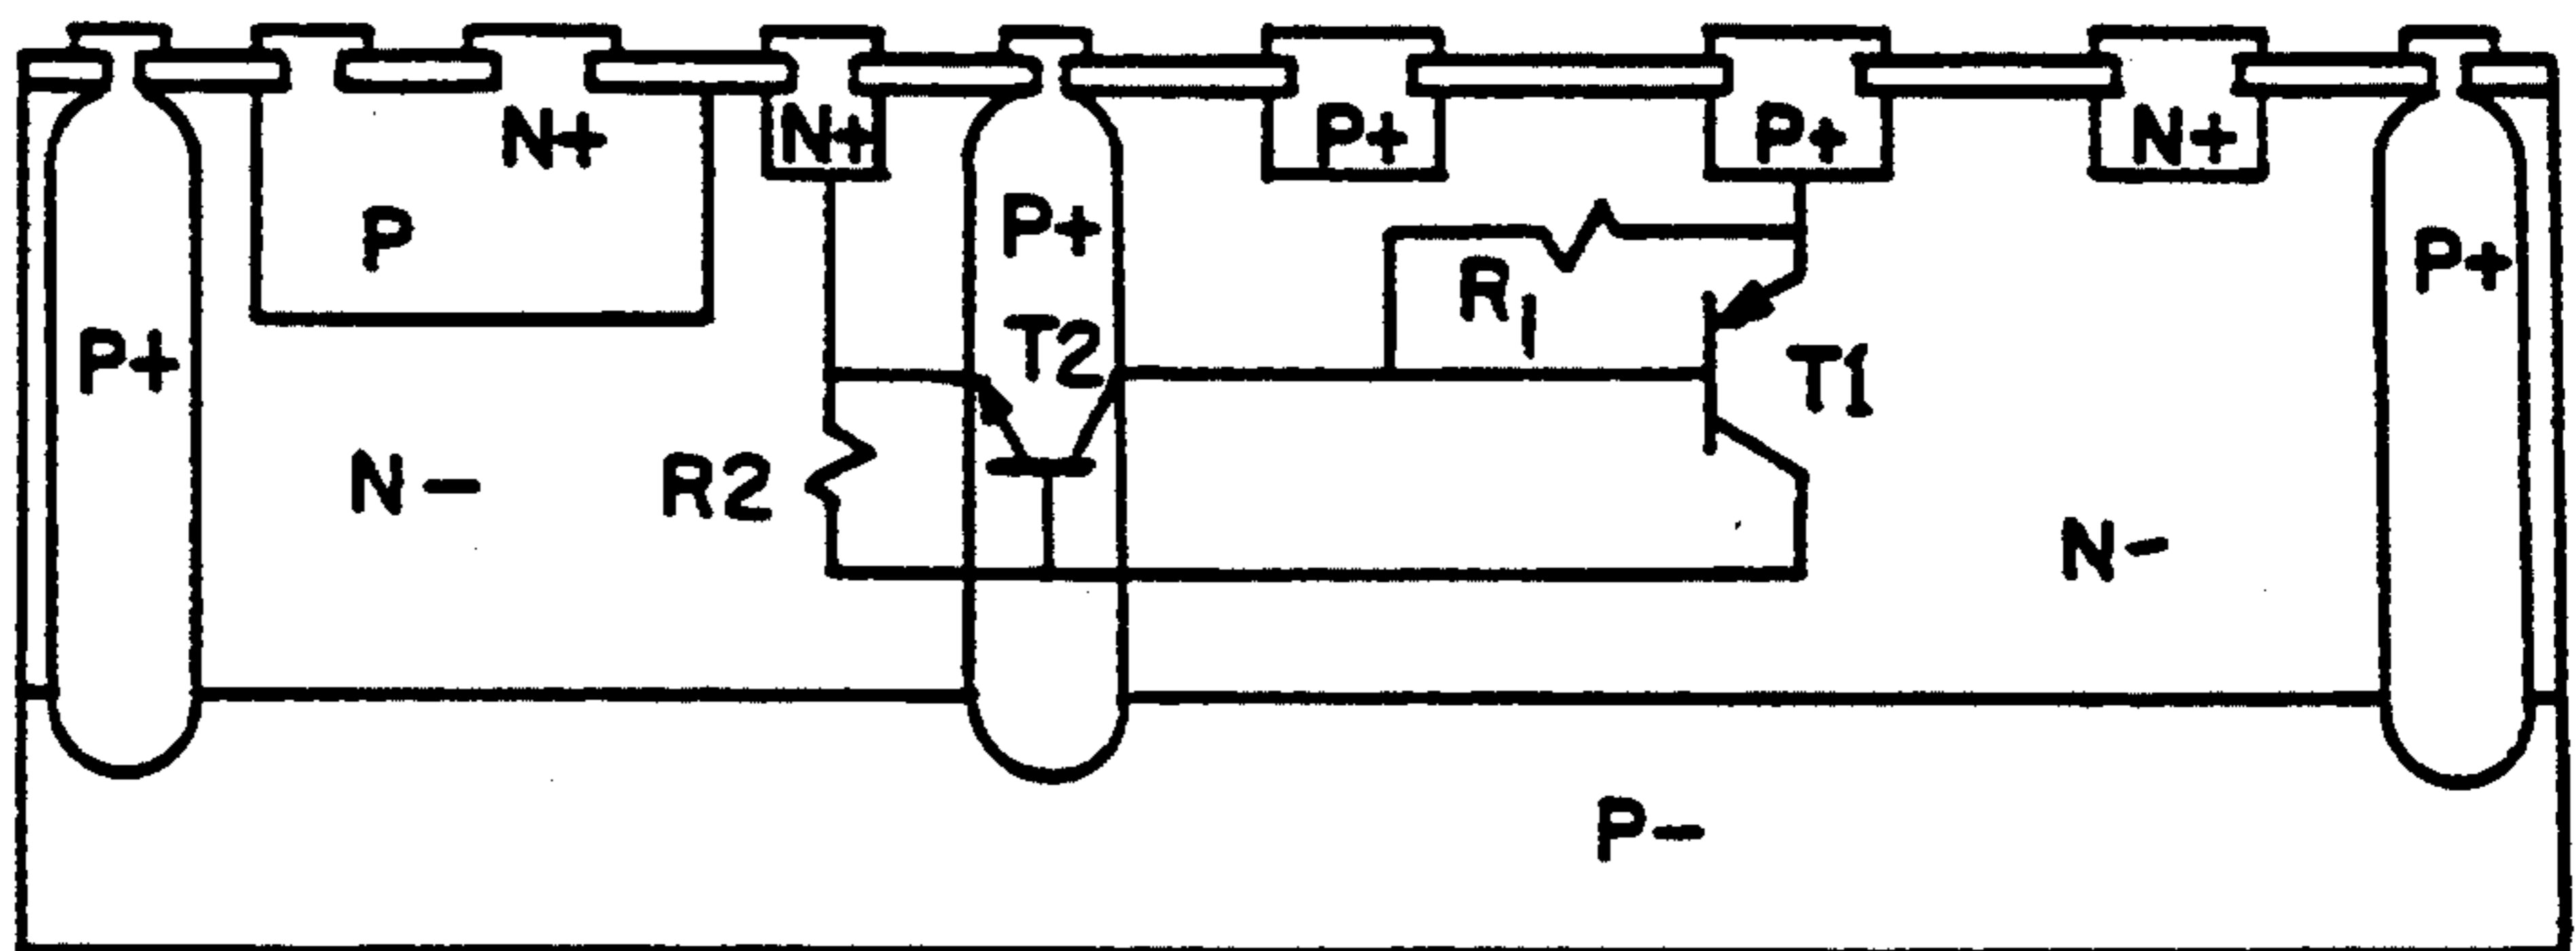 N+ N+ P+ P+ N+
P P+ P+
R1
P+ T2 T1
N- R2 N-
P-